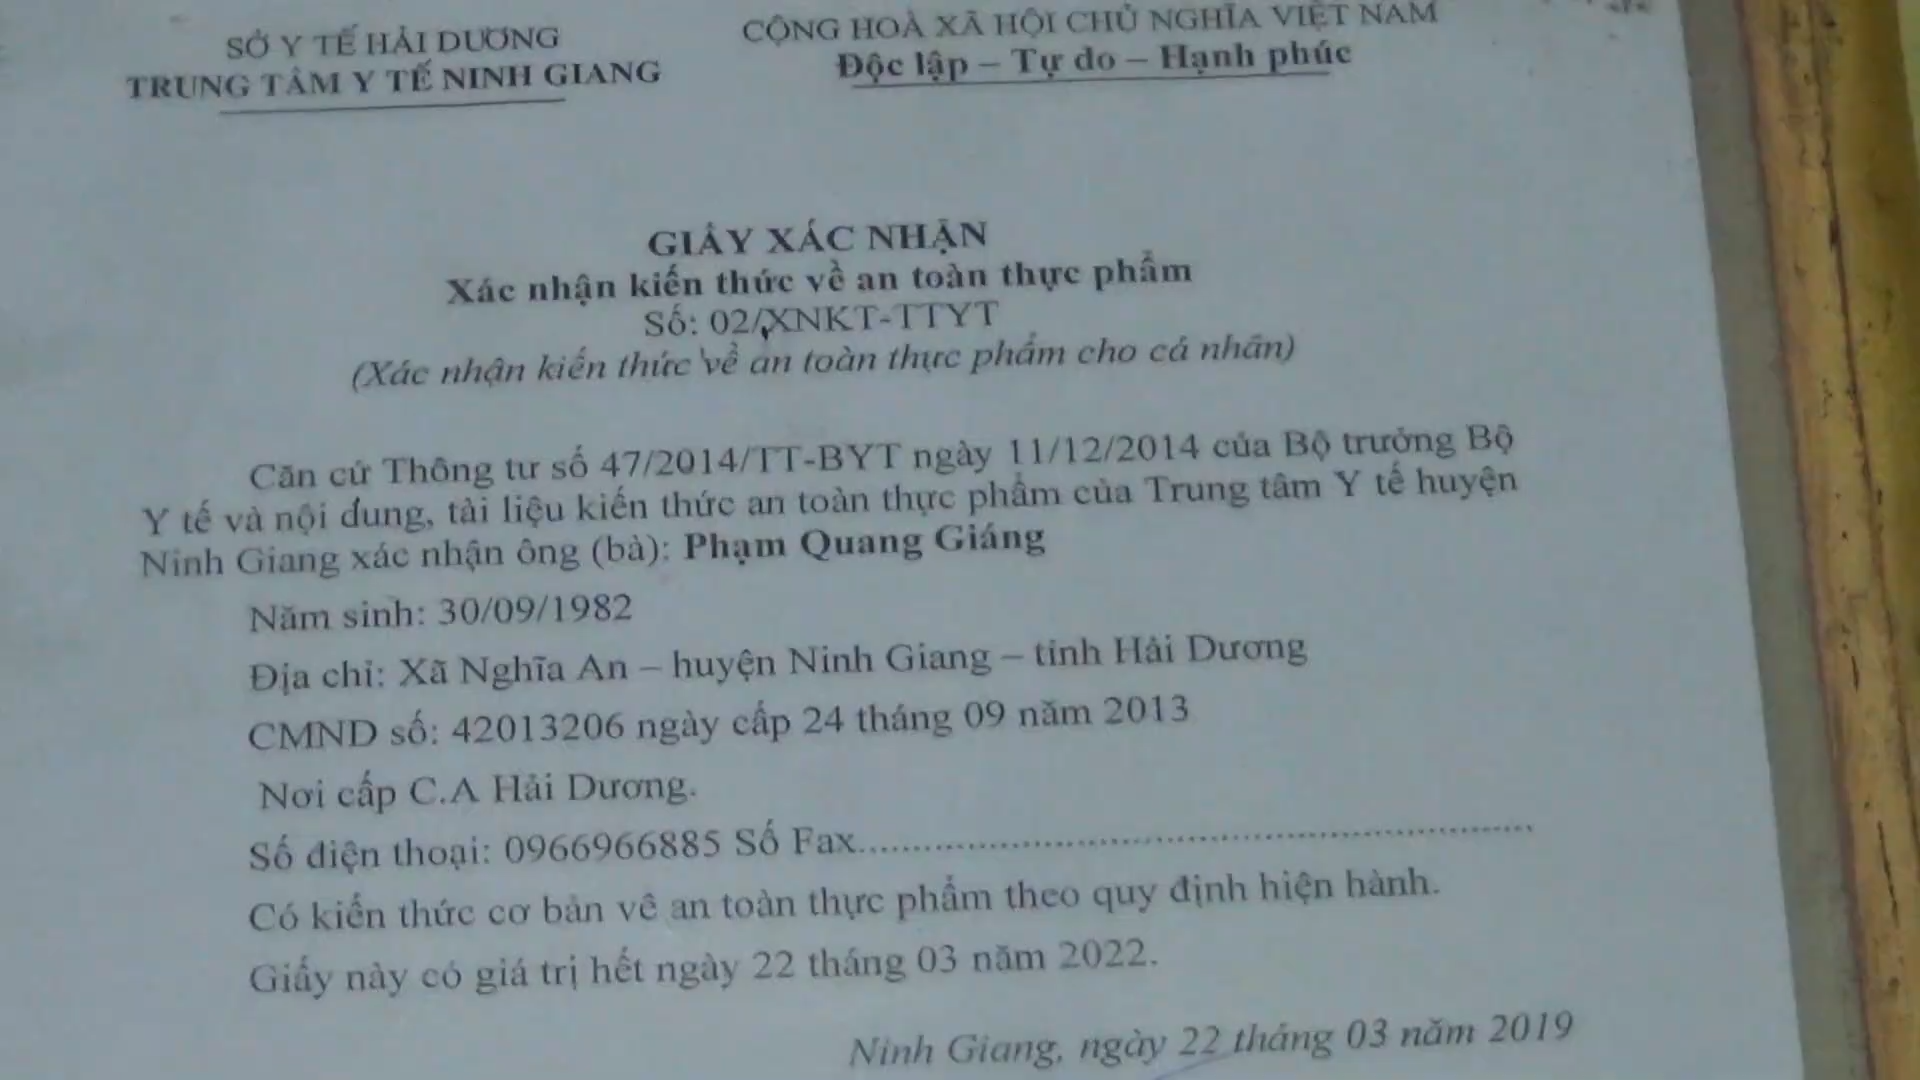 SỞ Y TẾ HẢI DƯƠNG
TRUNG TÂM Y TẾ NINH GIANG
CỘNG HOÀ XÃ HỘI CHỦ NGHĨA VIỆT NAM
Độc lập – Tự do – Hạnh phúc
GIẤY XÁC NHẬN
Xác nhận kiến thức về an toàn thực phẩm
Số: 02/XNKT-TTYT
(Xác nhận kiến thức về an toàn thực phẩm cho cá nhân)
Căn cứ Thông tư số 47/2014/TT-BYT ngày 11/12/2014 của Bộ trưởng Bộ
Y tế và nội dung, tài liệu kiến thức an toàn thực phẩm của Trung tâm Y tế huyện
Ninh Giang xác nhận ông (bà): Phạm Quang Giáng
Năm sinh: 30/09/1982
Địa chỉ: Xã Nghĩa An – huyện Ninh Giang – tỉnh Hải Dương
CMND số: 42013206 ngày cấp 24 tháng 09 năm 2013
Nơi cấp C.A Hải Dương.
Số điện thoại: 0966966885 Số Fax........................................................
Có kiến thức cơ bản về an toàn thực phẩm theo quy định hiện hành.
Giấy này có giá trị hết ngày 22 tháng 03 năm 2022.
Ninh Giang, ngày 22 tháng 03 năm 2019